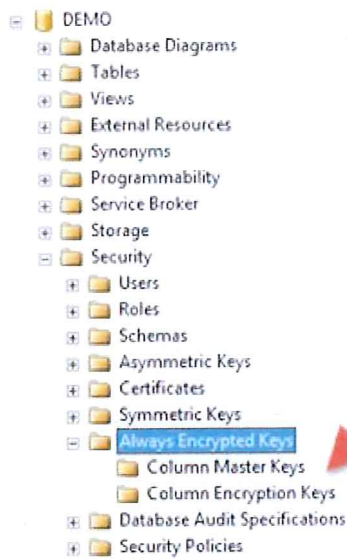 DEMO
Database Diagrams
Tables
Views
External Resources
Synonyms
Programmability
Service Broker
Storage
Security
Users
Roles
Schemas
Asymmetric Keys
Certificates
Symmetric Keys
Always Encrypted Keys
Column Master Keys
Column Encryption Keys
Database Audit Specifications
Security Policies